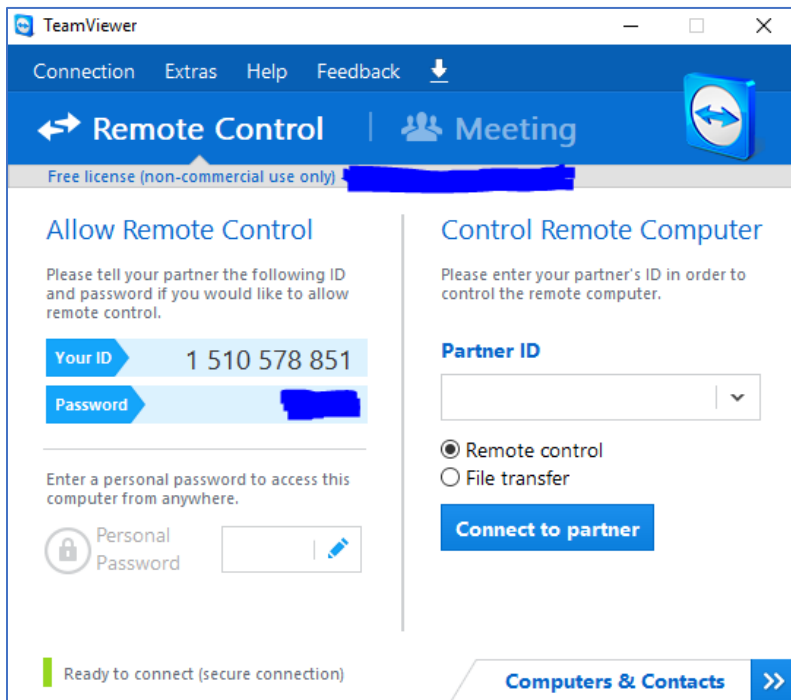 TeamViewer
Connection Extras Help Feedback
Remote Control Meeting
Free license (non-commercial use only) -
Allow Remote Control
Please tell your partner the following ID
and password if you would like to allow
remote control.
Your ID 1 510 578 851
Password
Enter a personal password to access this
computer from anywhere.
Personal
Password
Control Remote Computer
Please enter your partner's ID in order to
control the remote computer.
Partner ID
Remote control
File transfer
Connect to partner
Ready to connect (secure connection)
Computers & Contacts